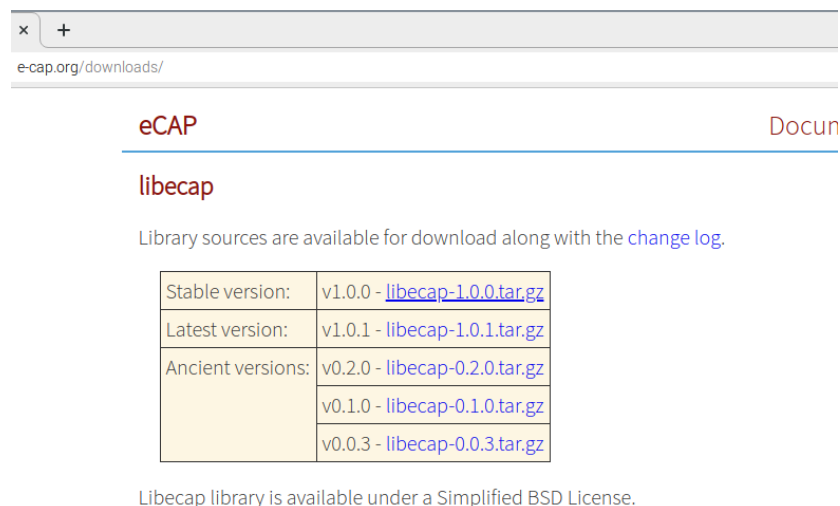 × +
e-cap.org/downloads/
eCAP Docun
libecap
Library sources are available for download along with the change log.
Stable version: v1.0.0 - libecap-1.0.0.tar.gz
Latest version: v1.0.1 - libecap-1.0.1.tar.gz
Ancient versions: v0.2.0 - libecap-0.2.0.tar.gz
v0.1.0 - libecap-0.1.0.tar.gz
v0.0.3 - libecap-0.0.3.tar.gz
Libecap library is available under a Simplified BSD License.